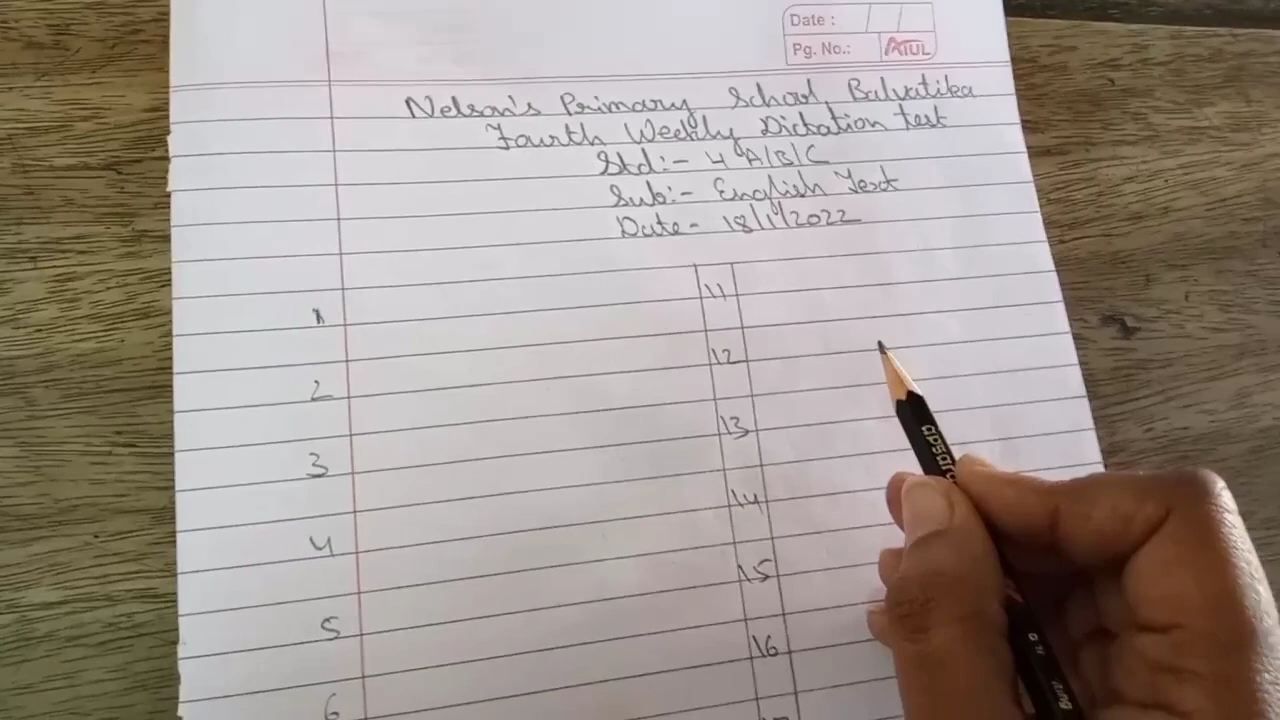 Date :
Pg. No.: ATUL
Nelson's Primary School Balvatika
Fourth Weekly Dictation Test
Std:- 4 A/B/C
Sub:- English Text
Date- 18/1/2022
1
11
2
12
3
13
4
14
5
15
6
16
apsara